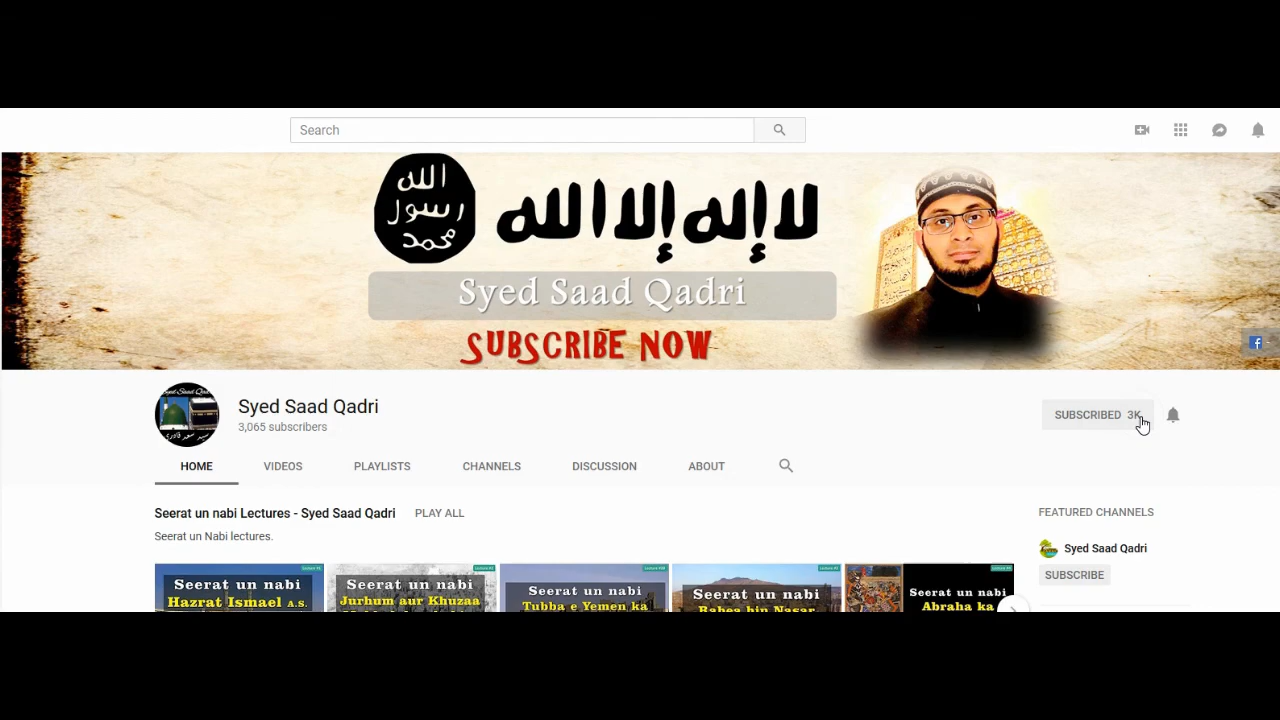 Search
الله
رسول
محمد
لا إله إلا الله
Syed Saad Qadri
SUBSCRIBE NOW
Syed Saad Qadri
3,065 subscribers
SUBSCRIBED 3K
HOME VIDEOS PLAYLISTS CHANNELS DISCUSSION ABOUT
Seerat un nabi Lectures - Syed Saad Qadri PLAY ALL
Seerat un Nabi lectures.
FEATURED CHANNELS
Syed Saad Qadri
SUBSCRIBE
Seerat un nabi
Hazrat Ismael A.S.
Seerat un nabi
Jurhum aur Khuzaa
Seerat un nabi
Tubba e Yemen ka
Seerat un nabi
Rabea bin Nasar
Seerat un nabi
Abraha ka